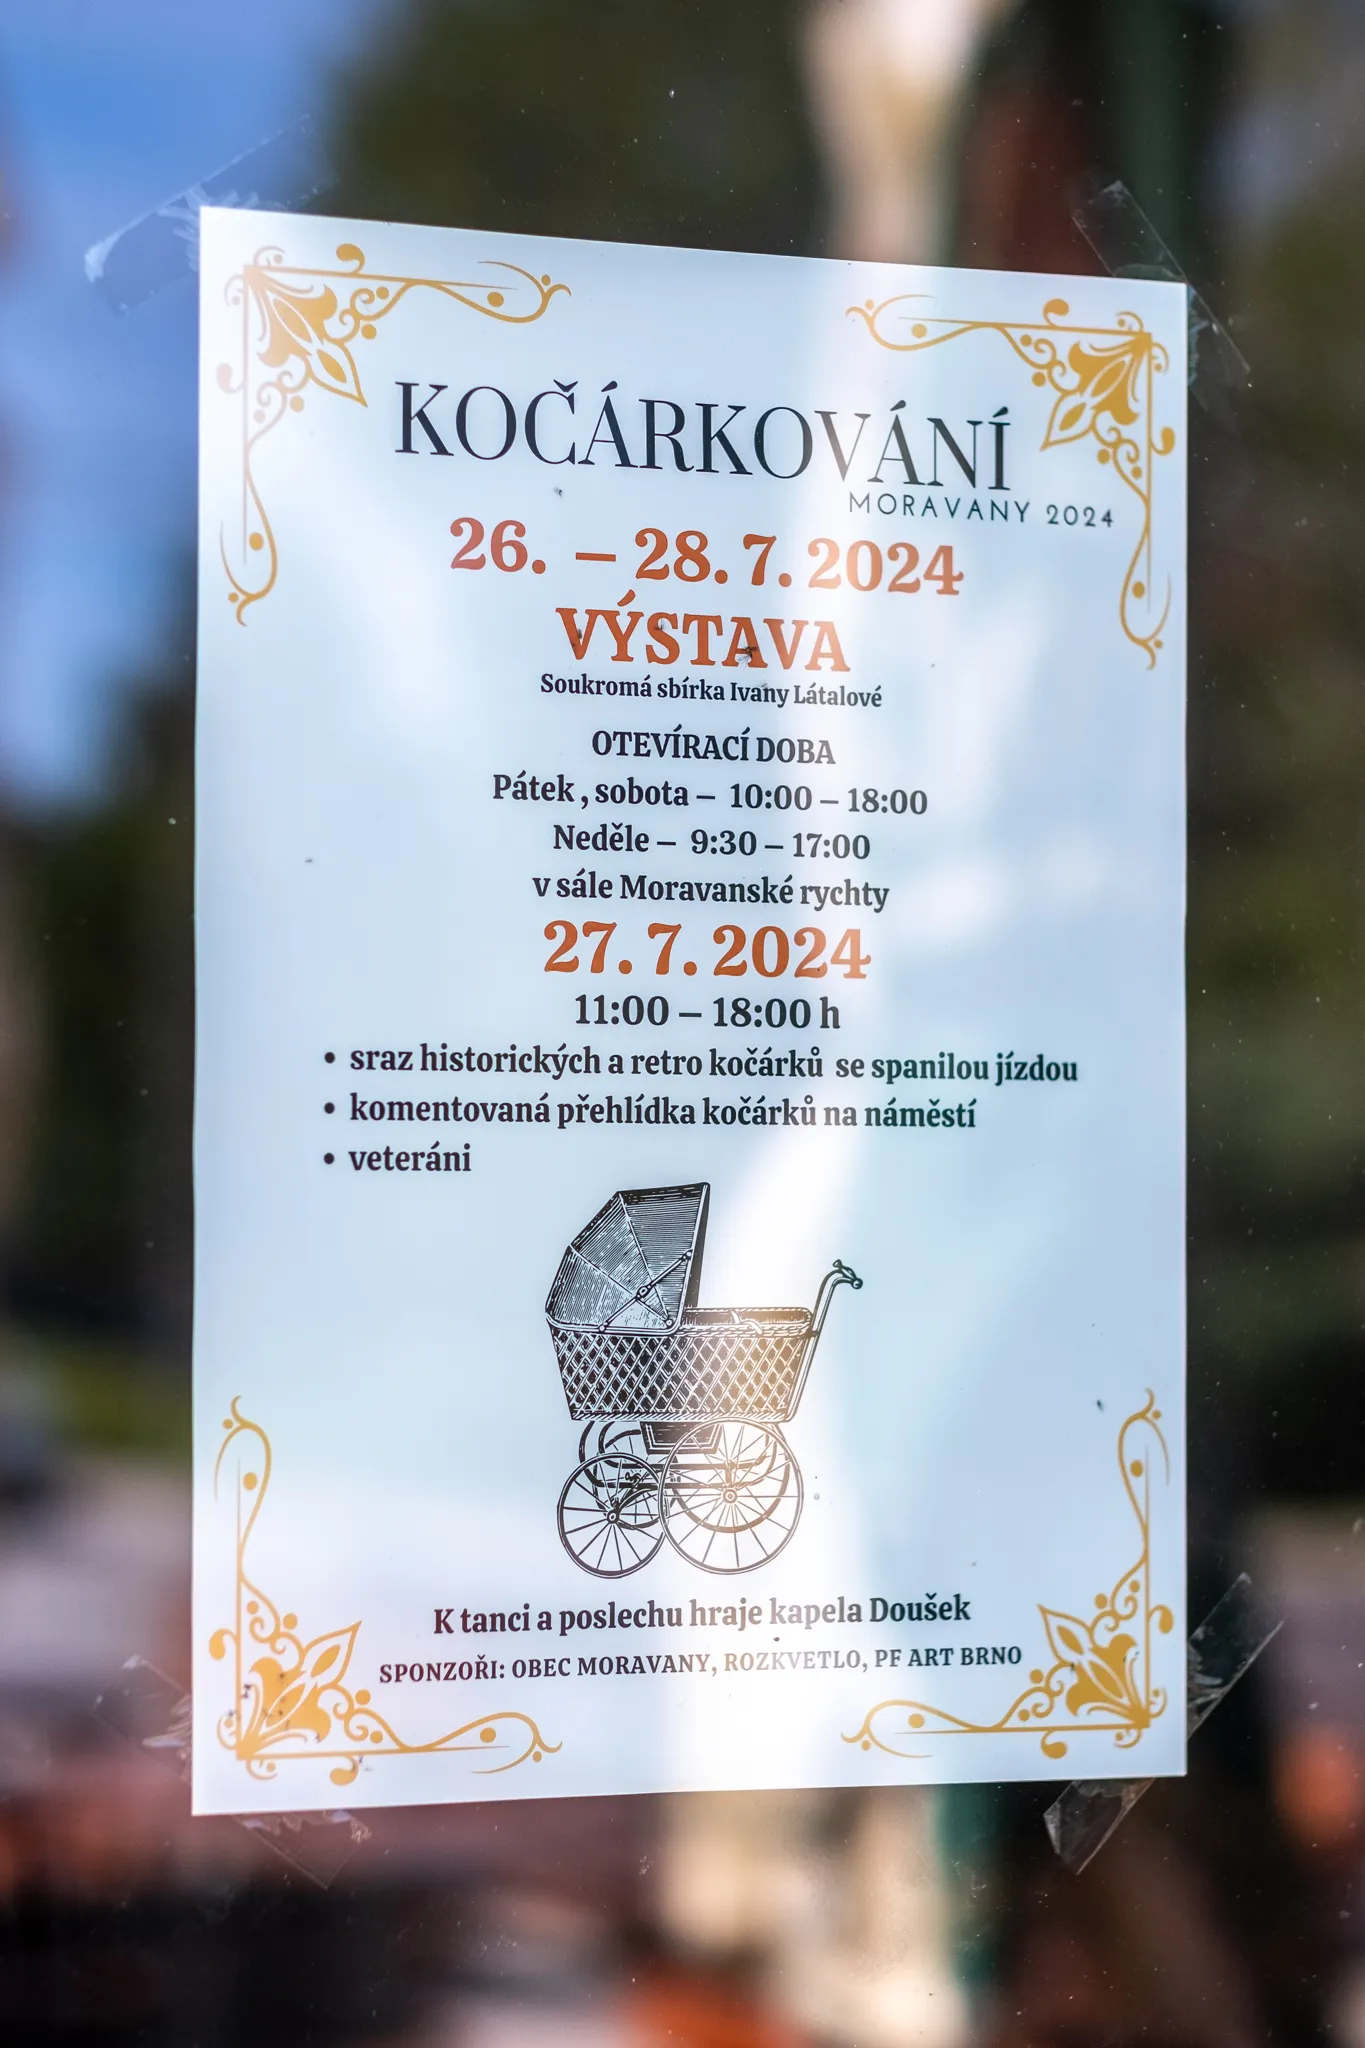 KOČÁRKOVÁNÍ
MORAVANY 2024
26. – 28. 7. 2024
VÝSTAVA
Soukromá sbírka Ivany Látalové
OTEVÍRACÍ DOBA
Pátek , sobota – 10:00 – 18:00
Neděle – 9:30 – 17:00
v sále Moravanské rychty
27. 7. 2024
11:00 – 18:00 h
• sraz historických a retro kočárků se spanilou jízdou
• komentovaná přehlídka kočárků na náměstí
• veteráni
K tanci a poslechu hraje kapela Doušek
SPONZOŘI: OBEC MORAVANY, ROZKVETLO, PF ART BRNO